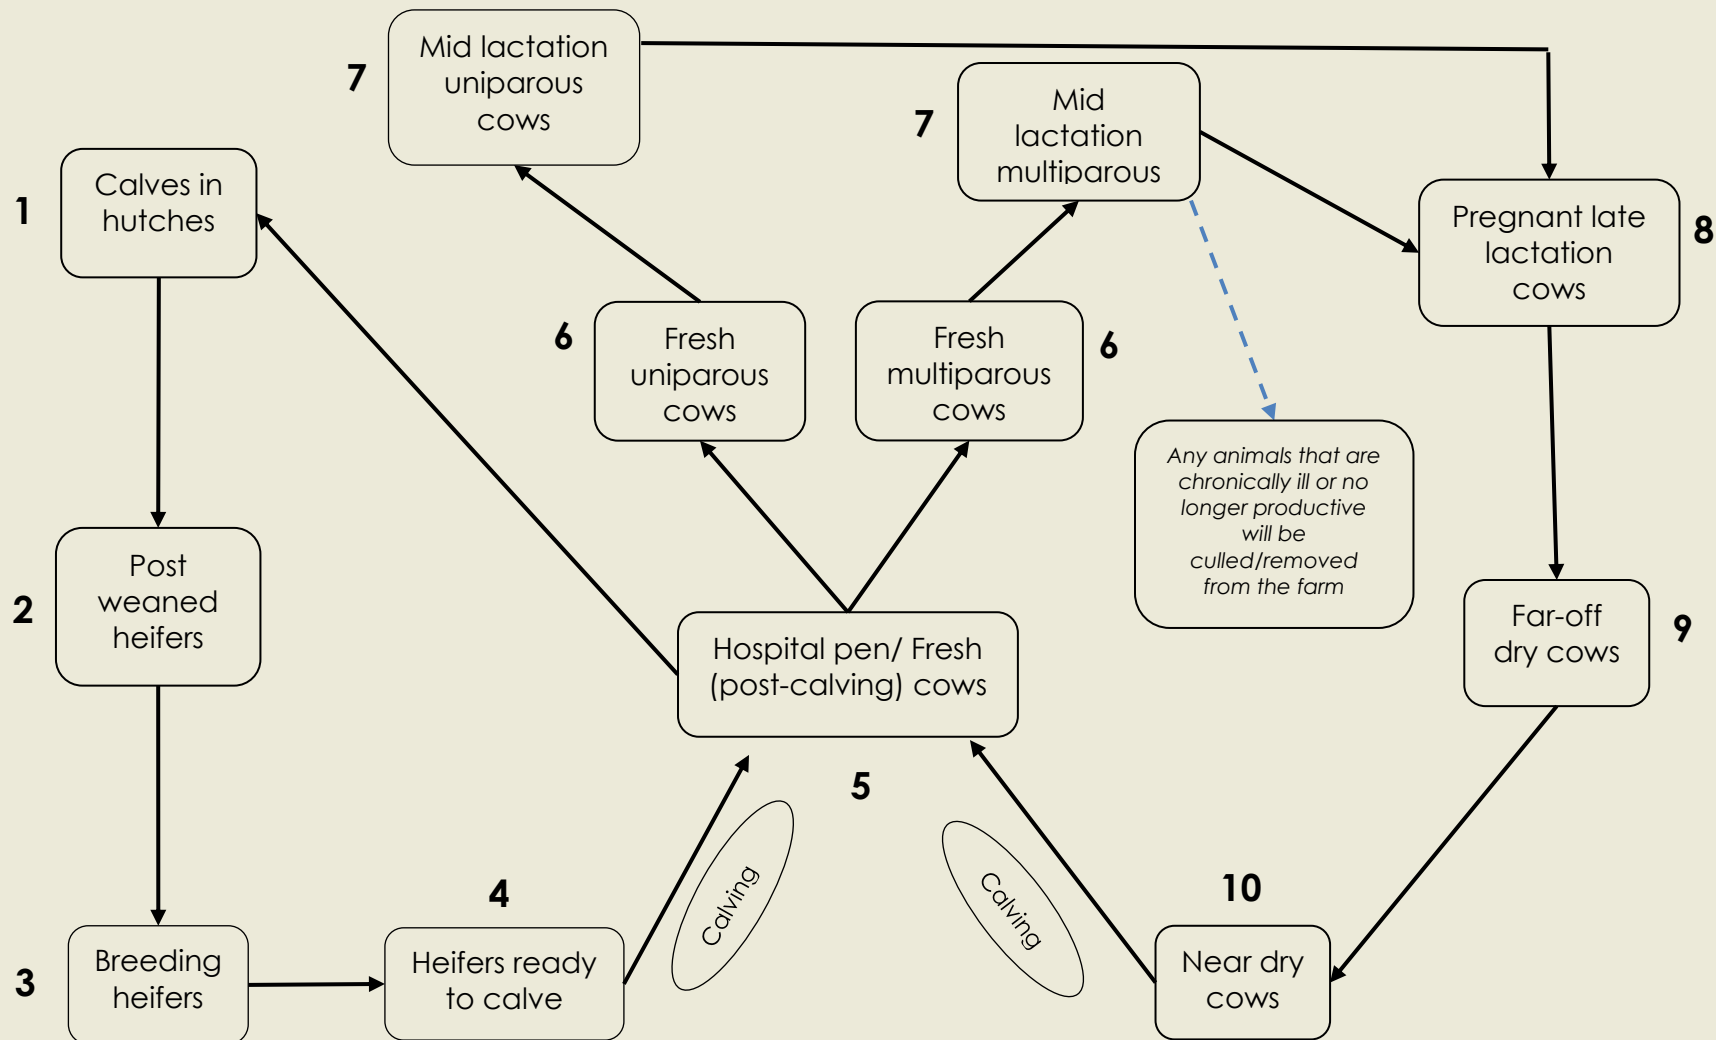 Mid lactation
uniparous
cows
7
Mid
lactation
multiparous
7
Calves in
hutches
1
Pregnant late
lactation
cows
8
Fresh
uniparous
cows
6
Fresh
multiparous
cows
6
Any animals that are
chronically ill or no
longer productive
will be
culled/removed
from the farm
Post
weaned
heifers
2
Hospital pen/ Fresh
(post-calving) cows
5
Far-off
dry cows
9
Calving
Calving
4
10
Breeding
heifers
3
Heifers ready
to calve
Near dry
cows